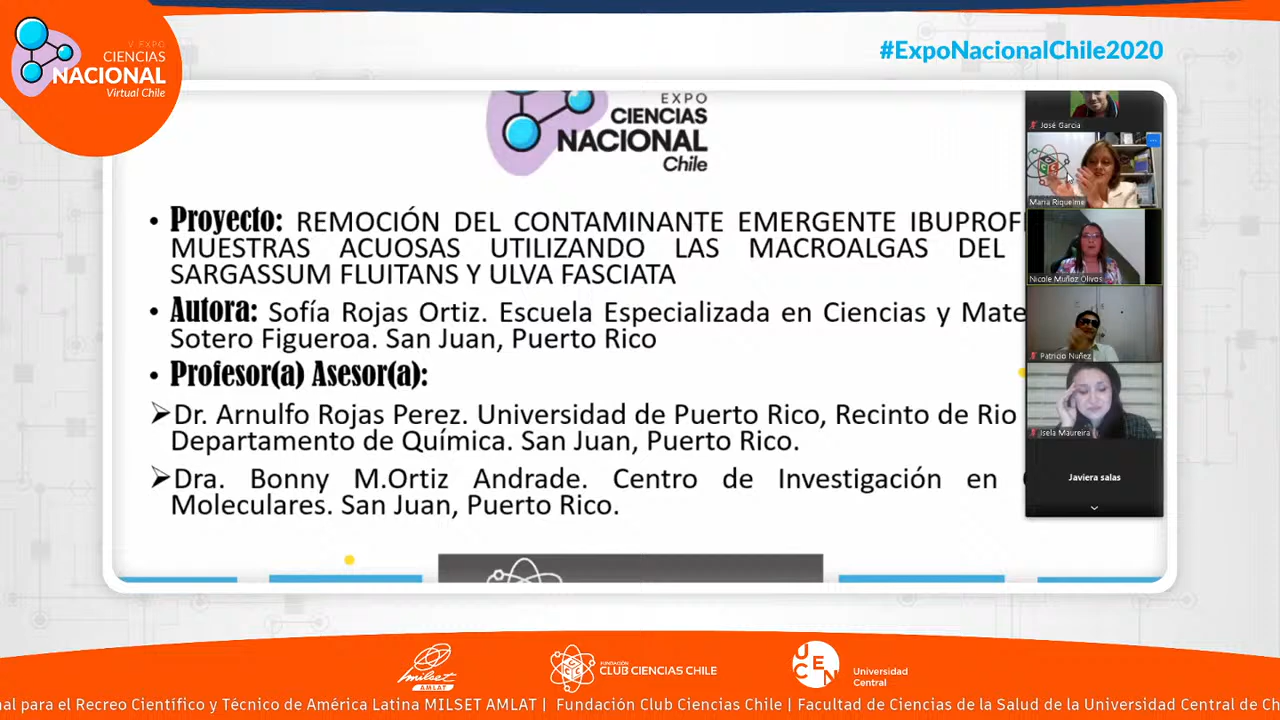 V EXPO
CIENCIAS
NACIONAL
Virtual Chile
#ExpoNacionalChile2020
EXPO
CIENCIAS
NACIONAL
Chile
• Proyecto: REMOCIÓN DEL CONTAMINANTE EMERGENTE
MUESTRAS ACUOSAS UTILIZANDO LAS MACROALGAS DEL
SARGASSUM FLUITANS Y ULVA FASCIATA
• Autora: Sofía Rojas Ortiz. Escuela Especializada en Ciencias y
Sotero Figueroa. San Juan, Puerto Rico
• Profesor(a) Asesor(a):
➢Dr. Arnulfo Rojas Perez. Universidad de Puerto Rico, Recinto de Rio
Departamento de Química. San Juan, Puerto Rico.
➢Dra. Bonny M.Ortiz Andrade. Centro de Investigación en
Moleculares. San Juan, Puerto Rico.
José García
Maria Riquelme
Nicole Muñoz Olivos
Patricio Nuñez
Isela Maureira
Javiera salas
milset
AMLAT
FUNDACIÓN
CLUB CIENCIAS CHILE
UCEN
Universidad
Central
para el Recreo Científico y Técnico de América Latina MILSET AMLAT | Fundación Club Ciencias Chile | Facultad de Ciencias de la Salud de la Universidad Central de